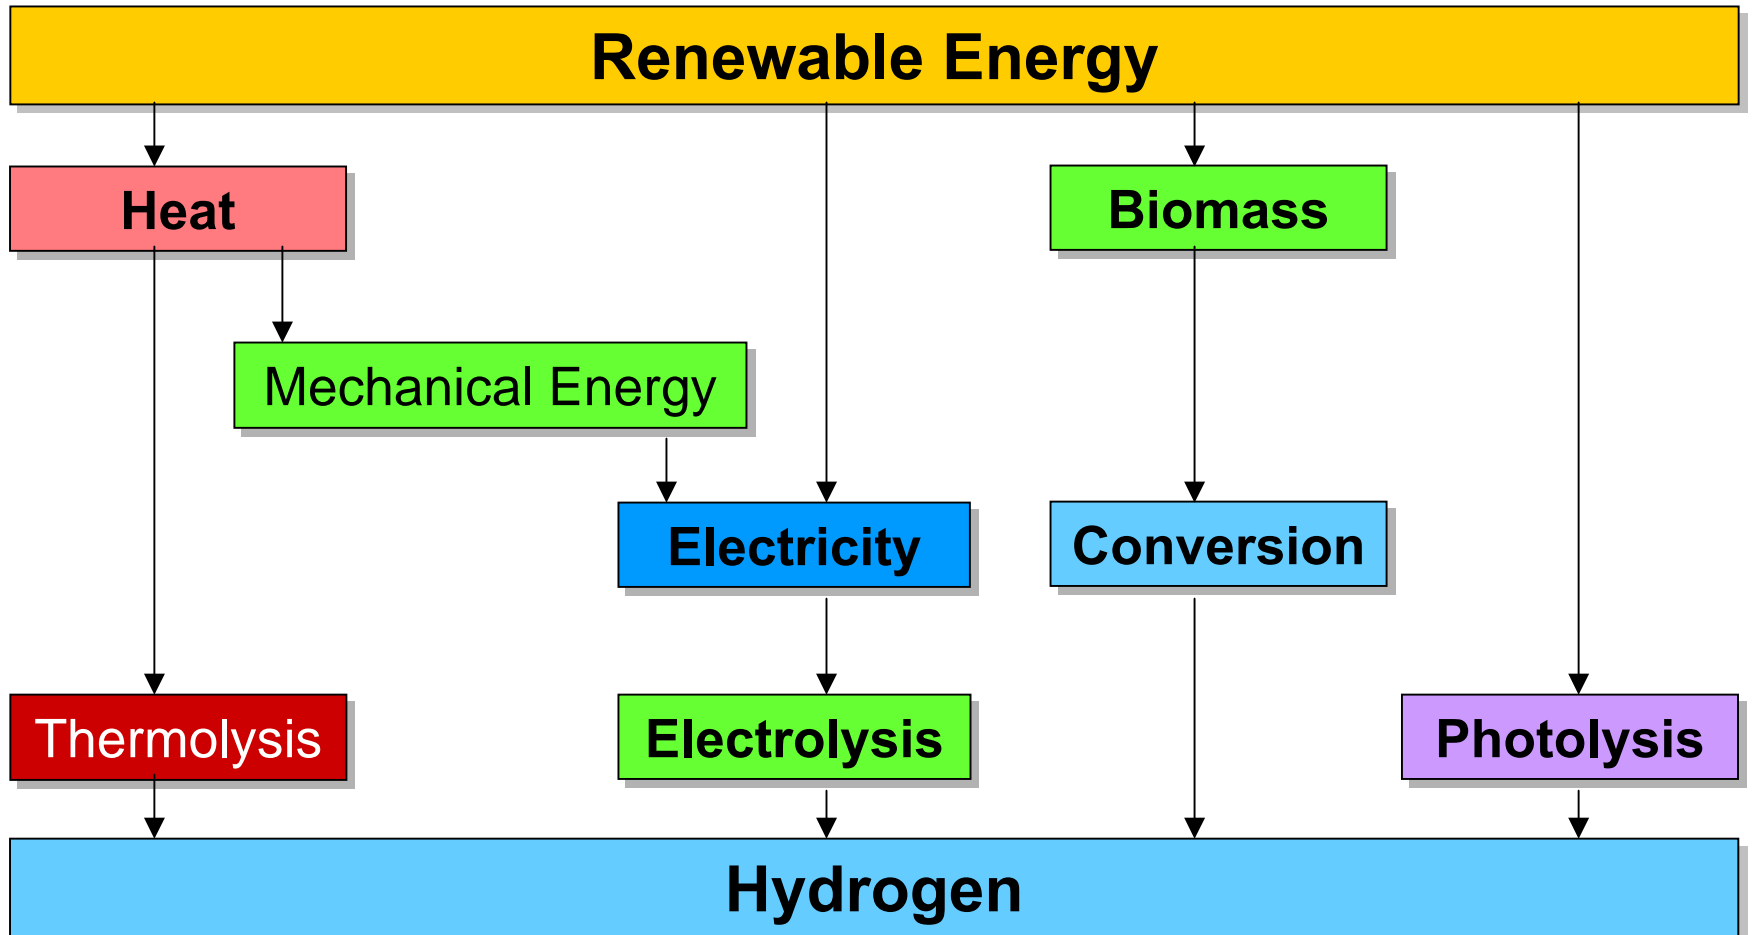 Renewable Energy
Heat
Biomass
Mechanical Energy
Electricity
Conversion
Thermolysis
Electrolysis
Photolysis
Hydrogen